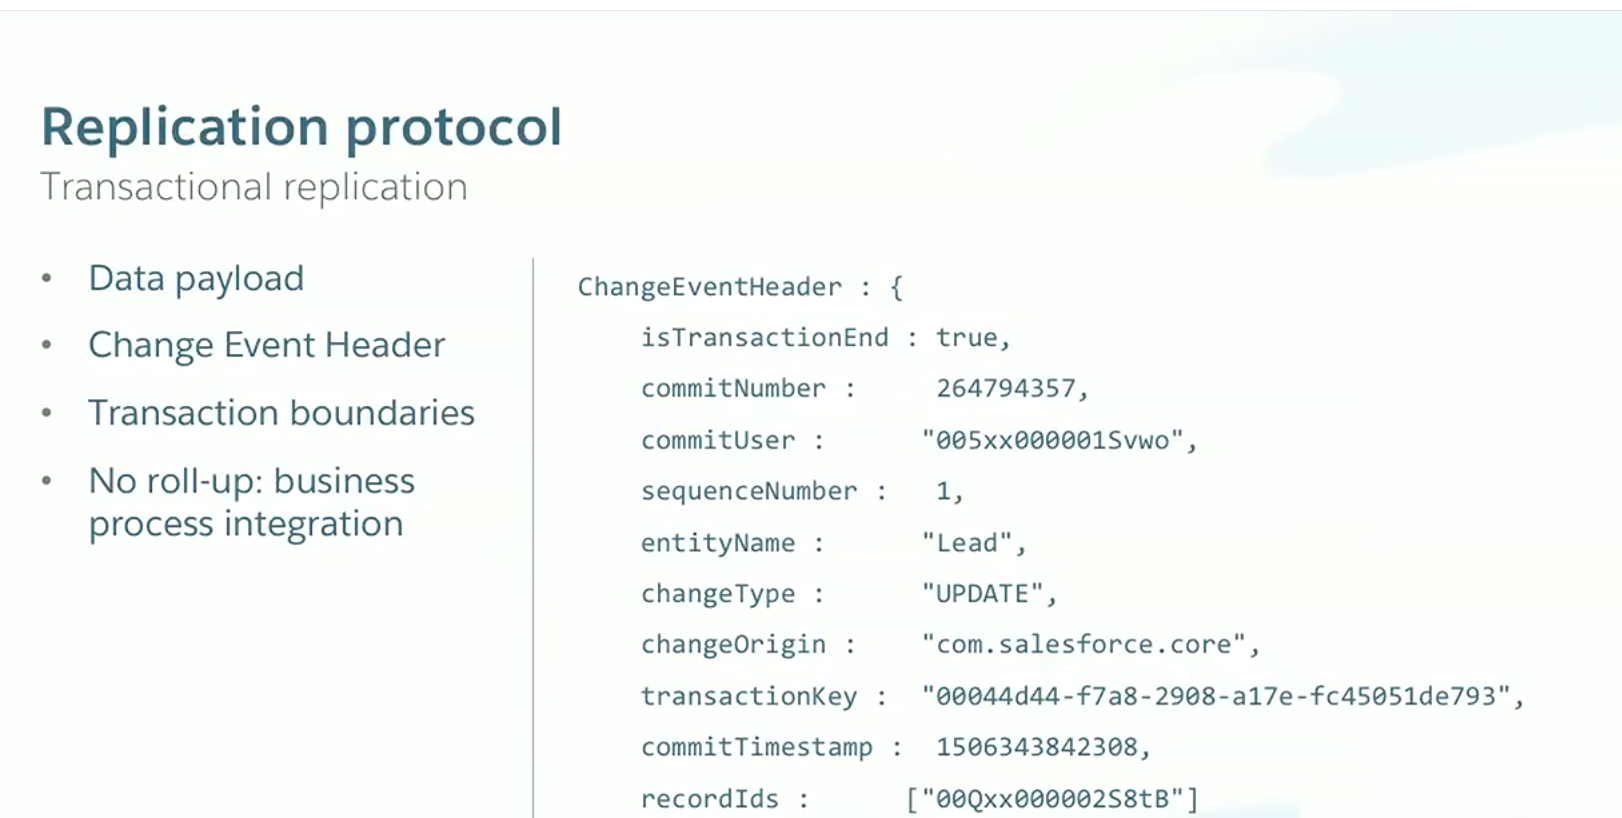 Replication protocol
Transactional replication
• Data payload
• Change Event Header
• Transaction boundaries
• No roll-up: business
process integration
ChangeEventHeader : {
isTransactionEnd : true,
commitNumber : 264794357,
commitUser : "005xx000001Svwo",
sequenceNumber : 1,
entityName : "Lead",
changeType : "UPDATE",
changeOrigin : "com.salesforce.core",
transactionKey : "00044d44-f7a8-2908-a17e-fc45051de793",
commitTimestamp : 1506343842308,
recordIds : ["00Qxx000002S8tB"]